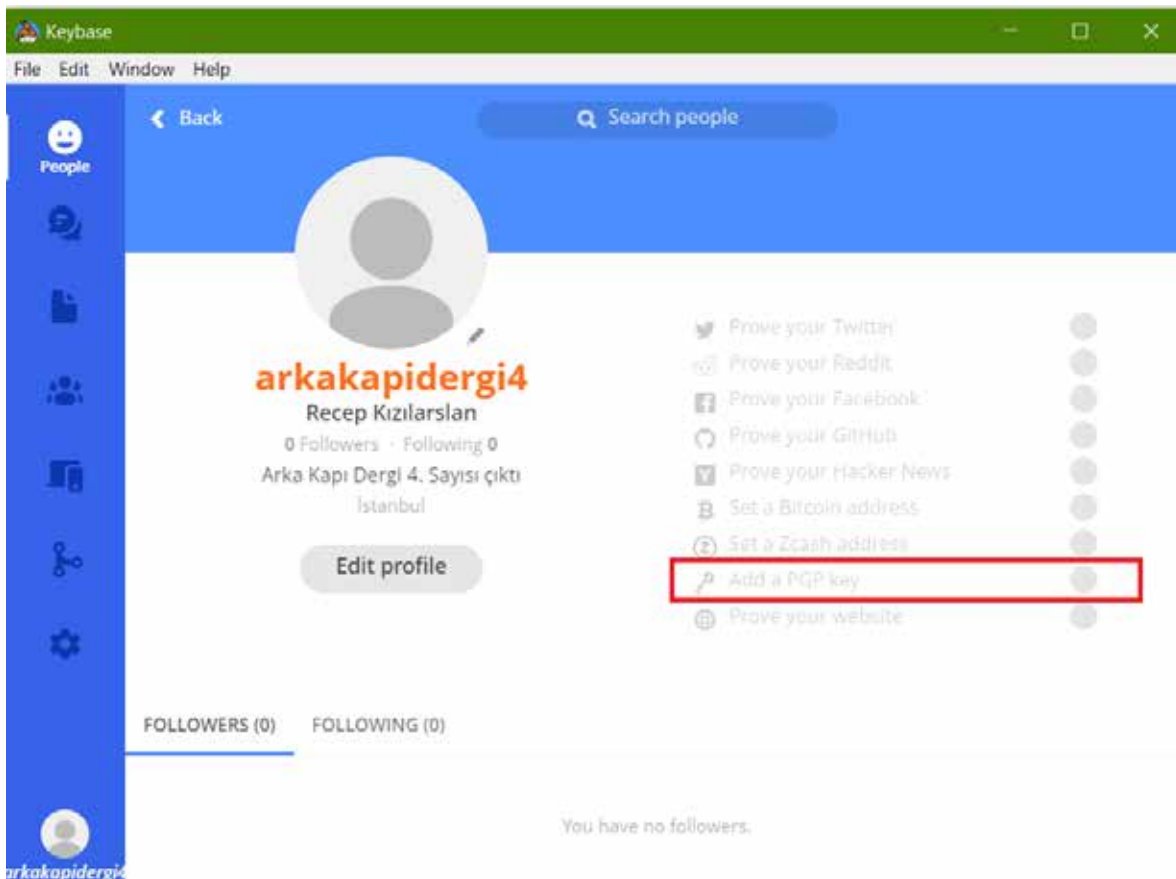 Keybase
File Edit Window Help
Back
Search people
People
arkakapidergi4
Recep Kızılarslan
0 Followers · Following 0
Arka Kapı Dergi 4. Sayısı çıktı
İstanbul
Edit profile
Prove your Twitter
Prove your Reddit
Prove your Facebook
Prove your GitHub
Prove your Hacker News
Set a Bitcoin address
Set a Zcash address
Add a PGP key
Prove your website
FOLLOWERS (0) FOLLOWING (0)
You have no followers.
arkakapidergi4